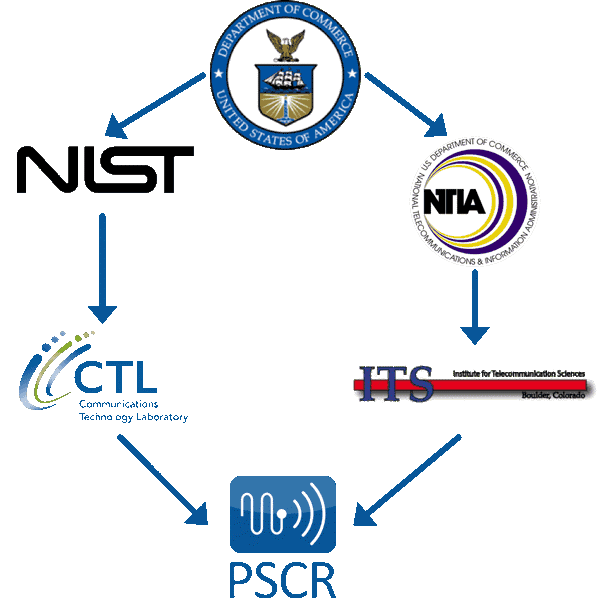 DEPARTMENT OF COMMERCE
UNITED STATES OF AMERICA
NIST
U.S. DEPARTMENT OF COMMERCE
NATIONAL TELECOMMUNICATIONS & INFORMATION ADMINISTRATION
NTIA
CTL
Communications
Technology Laboratory
ITS
Institute for Telecommunication Sciences
Boulder, Colorado
PSCR